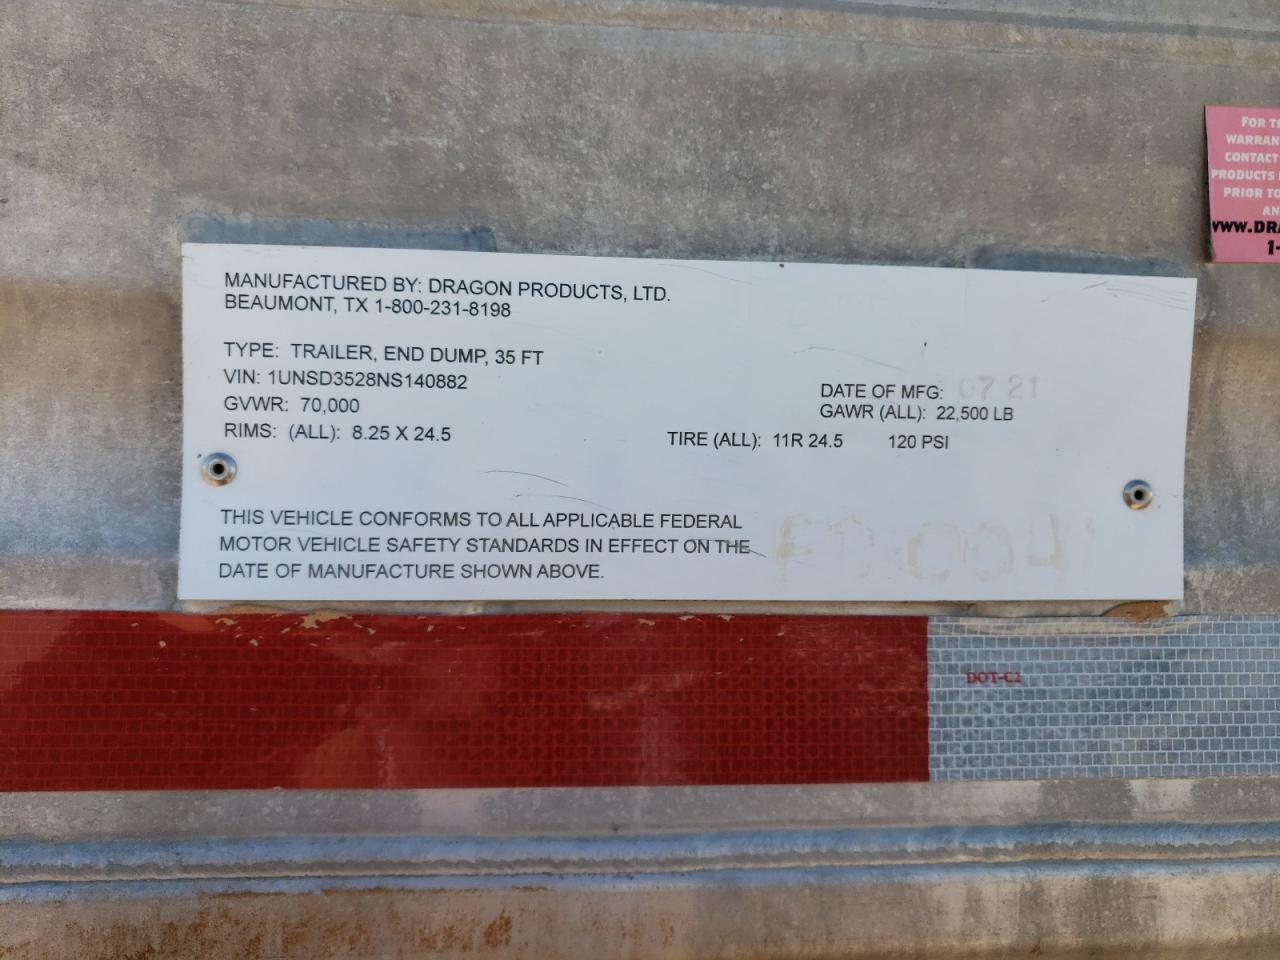 MANUFACTURED BY: DRAGON PRODUCTS, LTD.
BEAUMONT, TX 1-800-231-8198
TYPE: TRAILER, END DUMP, 35 FT
VIN: 1UNSD3528NS140882
GVWR: 70,000
RIMS: (ALL): 8.25 X 24.5
DATE OF MFG: 07 21
GAWR (ALL): 22,500 LB
TIRE (ALL): 11R 24.5 120 PSI
THIS VEHICLE CONFORMS TO ALL APPLICABLE FEDERAL
MOTOR VEHICLE SAFETY STANDARDS IN EFFECT ON THE
DATE OF MANUFACTURE SHOWN ABOVE.
DOT-C2
FOR
WARRAN
CONTACT
PRODUCTS
PRIOR TO
AN
WWW.DRA
1-